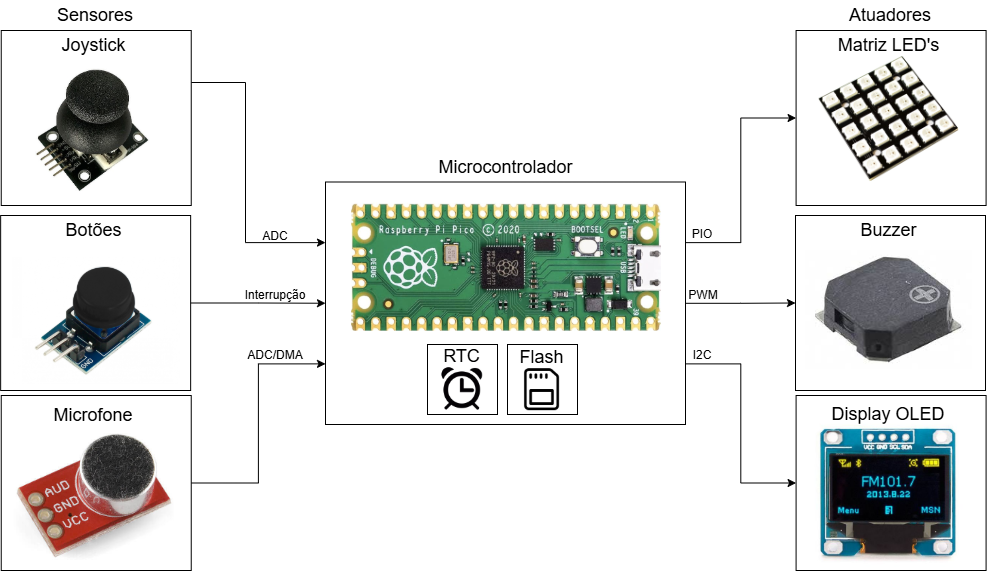 Sensores
Joystick
Botões
GND
Microfone
AUD
GND
VCC
ADC
Interrupção
ADC/DMA
Microcontrolador
Raspberry Pi Pico © 2020
BOOTSEL
LED
USB
DEBUG
RTC
Flash
PIO
PWM
I2C
Atuadores
Matriz LED's
Buzzer
Display OLED
VCC GND SCL SDA
FM101.7
2013.8.22
Menu
MSN